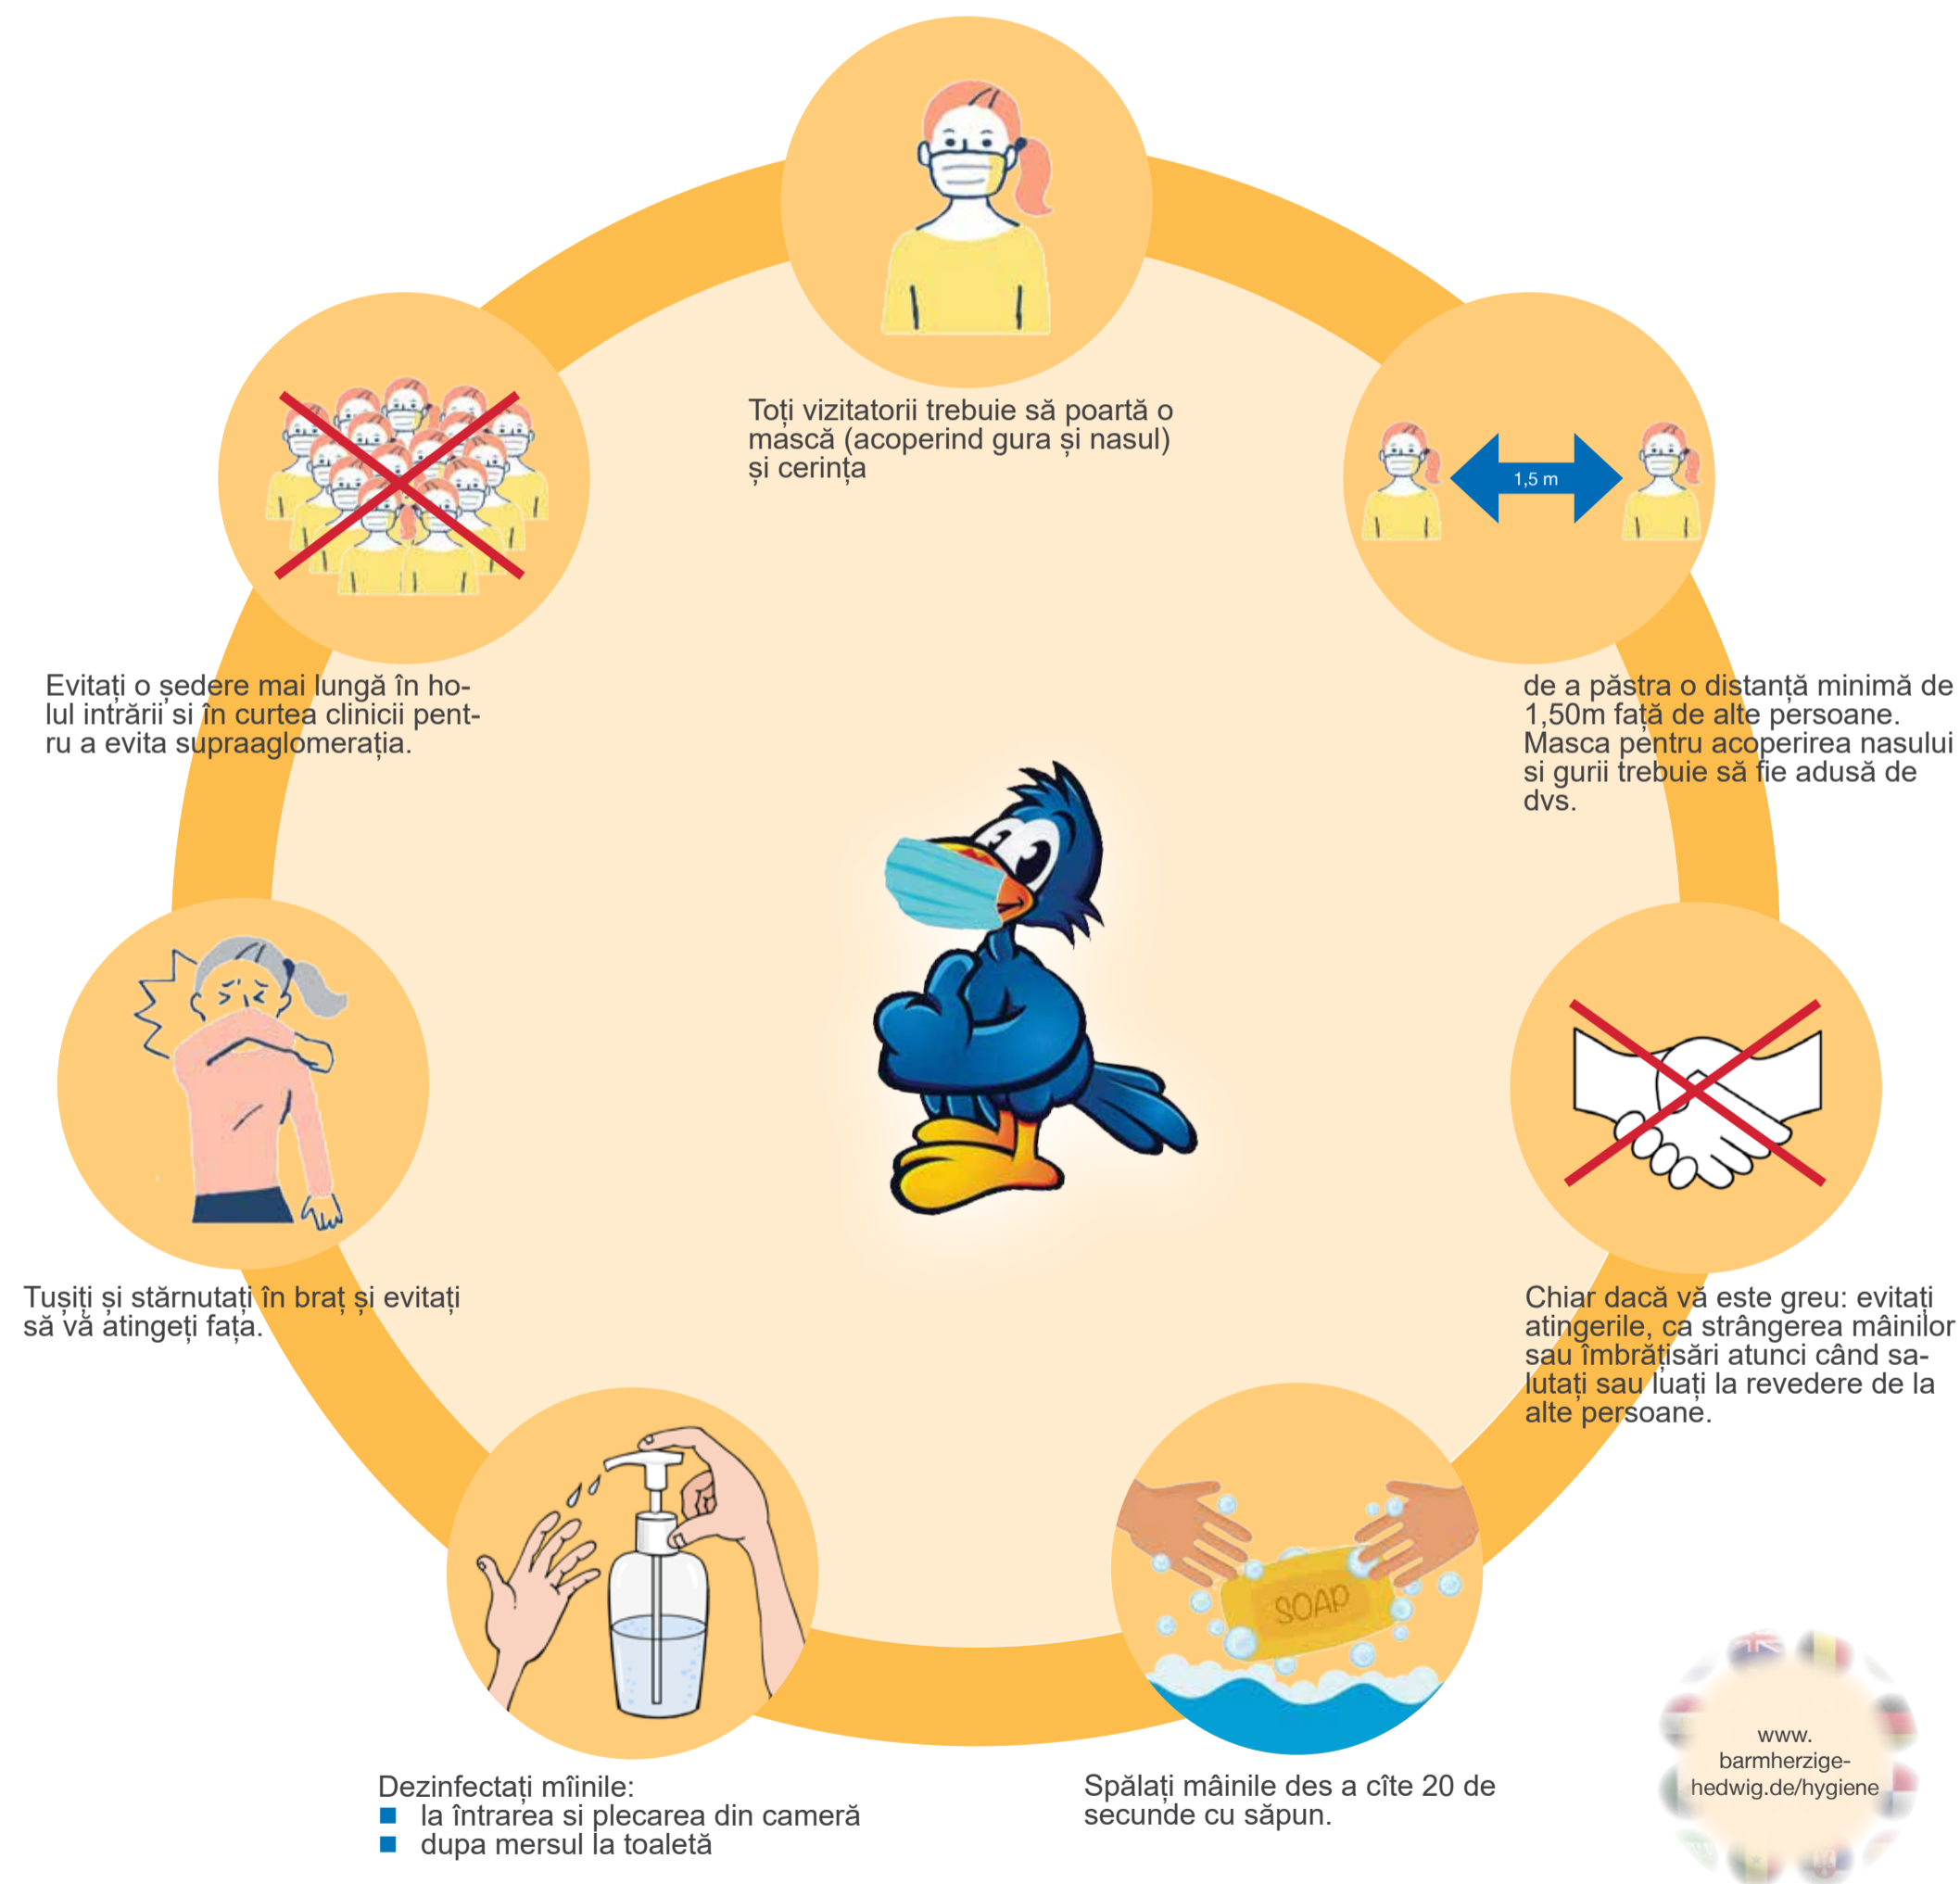 Toți vizitatorii trebuie să poartă o
mască (acoperind gura și nasul)
și cerința
1,5 m
de a păstra o distanță minimă de
1,50m față de alte persoane.
Masca pentru acoperirea nasului
si gurii trebuie să fie adusă de
dvs.
Chiar dacă vă este greu: evitați
atingerile, ca strângerea mâinilor
sau îmbrățisări atunci când sa-
lutați sau luați la revedere de la
alte persoane.
SOAP
Spălați mâinile des a cîte 20 de
secunde cu săpun.
Dezinfectați mîinile:
la întrarea si plecarea din cameră
dupa mersul la toaletă
Tușiți și stărnutați în braț și evitați
să vă atingeți fața.
Evitați o ședere mai lungă în ho-
lul intrării si în curtea clinicii pent-
ru a evita supraaglomerația.
www.
barmherzige-
hedwig.de/hygiene